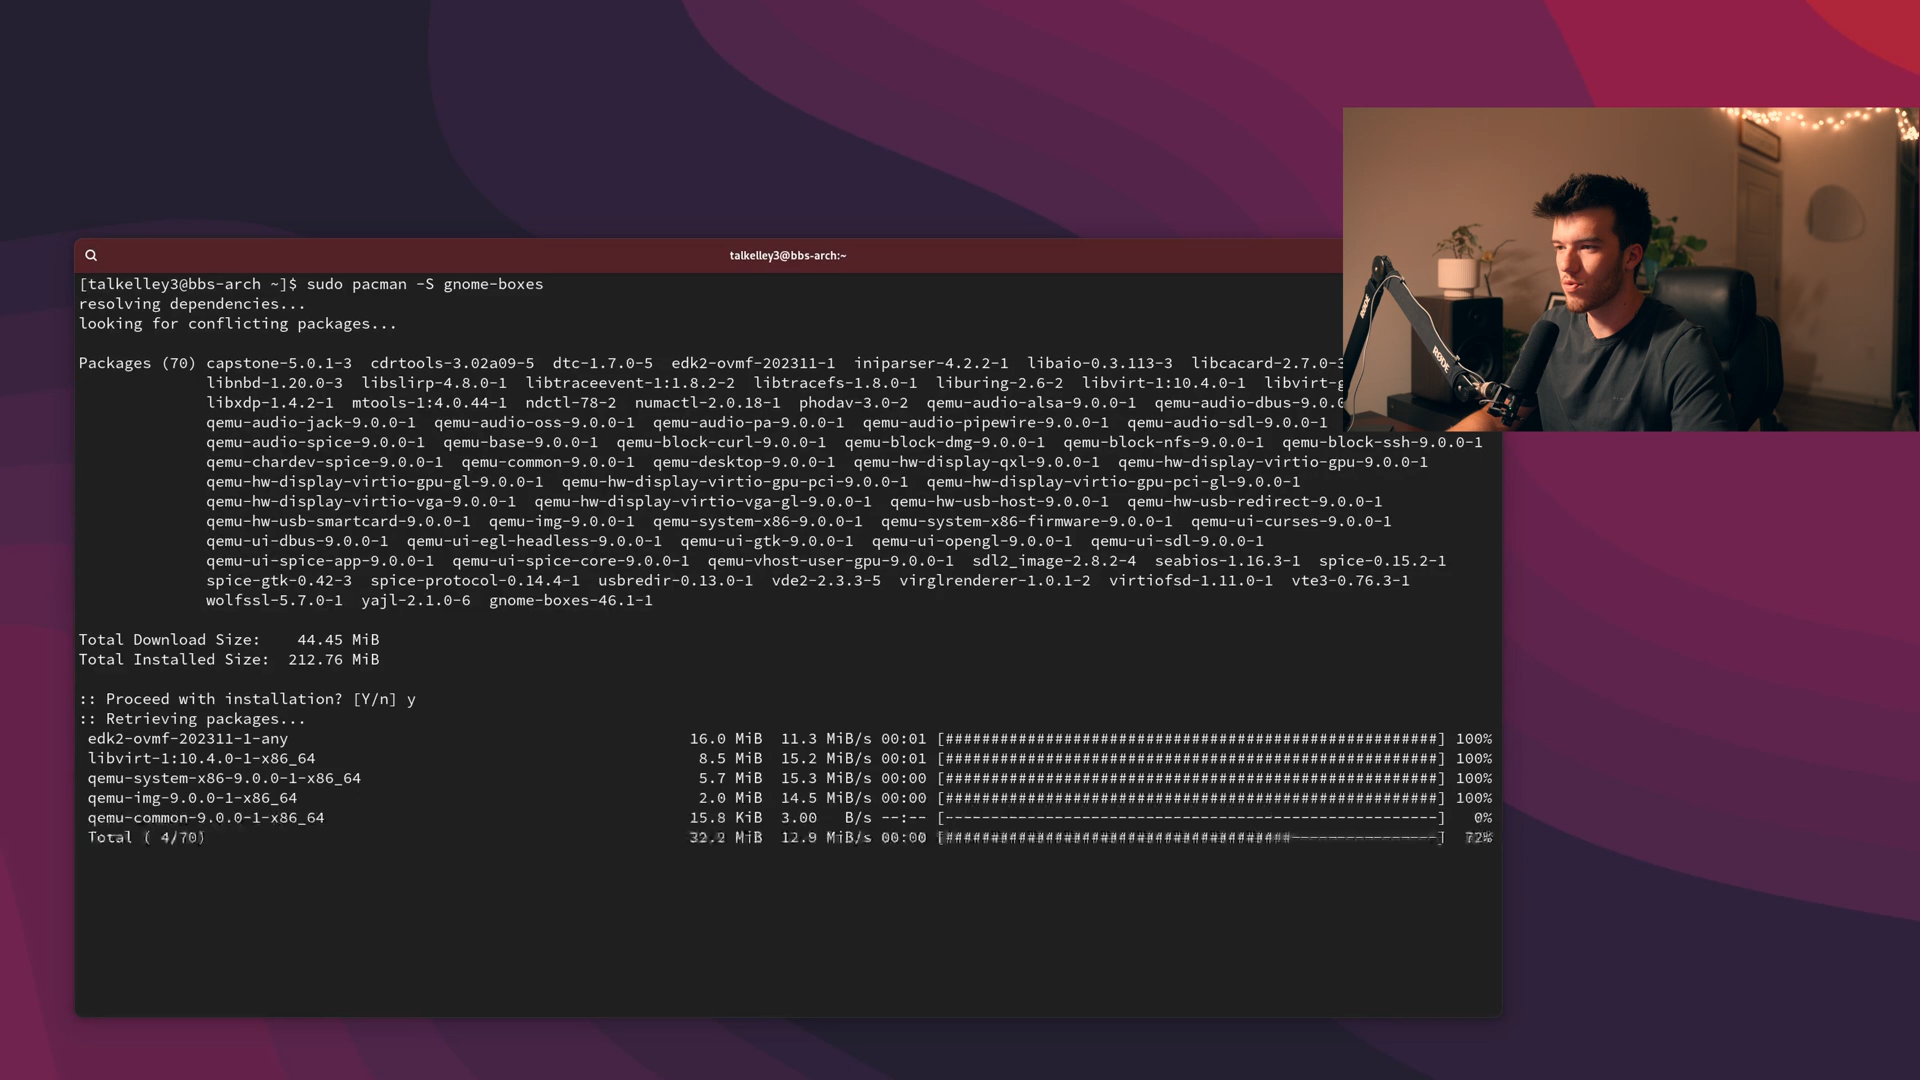 talkelley3@bbs-arch:~
[talkelley3@bbs-arch ~]$ sudo pacman -S gnome-boxes
resolving dependencies...
looking for conflicting packages...
Packages (70) capstone-5.0.1-3 cdrtools-3.02a09-5 dtc-1.7.0-5 edk2-ovmf-202311-1 iniparser-4.2.2-1 libaio-0.3.113-3 libcacard-2.7.0-3
libnbd-1.20.0-3 libslirp-4.8.0-1 libtraceevent-1:1.8.2-2 libtracefs-1.8.0-1 liburing-2.6-2 libvirt-1:10.4.0-1 libvirt-g
libxdp-1.4.2-1 mtools-1:4.0.44-1 ndctl-78-2 numactl-2.0.18-1 phodav-3.0-2 qemu-audio-alsa-9.0.0-1 qemu-audio-dbus-9.0.0
qemu-audio-jack-9.0.0-1 qemu-audio-oss-9.0.0-1 qemu-audio-pa-9.0.0-1 qemu-audio-pipewire-9.0.0-1 qemu-audio-sdl-9.0.0-1
qemu-audio-spice-9.0.0-1 qemu-base-9.0.0-1 qemu-block-curl-9.0.0-1 qemu-block-dmg-9.0.0-1 qemu-block-nfs-9.0.0-1 qemu-block-ssh-9.0.0-1
qemu-chardev-spice-9.0.0-1 qemu-common-9.0.0-1 qemu-desktop-9.0.0-1 qemu-hw-display-qxl-9.0.0-1 qemu-hw-display-virtio-gpu-9.0.0-1
qemu-hw-display-virtio-gpu-gl-9.0.0-1 qemu-hw-display-virtio-gpu-pci-9.0.0-1 qemu-hw-display-virtio-gpu-pci-gl-9.0.0-1
qemu-hw-display-virtio-vga-9.0.0-1 qemu-hw-display-virtio-vga-gl-9.0.0-1 qemu-hw-usb-host-9.0.0-1 qemu-hw-usb-redirect-9.0.0-1
qemu-hw-usb-smartcard-9.0.0-1 qemu-img-9.0.0-1 qemu-system-x86-9.0.0-1 qemu-system-x86-firmware-9.0.0-1 qemu-ui-curses-9.0.0-1
qemu-ui-dbus-9.0.0-1 qemu-ui-egl-headless-9.0.0-1 qemu-ui-gtk-9.0.0-1 qemu-ui-opengl-9.0.0-1 qemu-ui-sdl-9.0.0-1
qemu-ui-spice-app-9.0.0-1 qemu-ui-spice-core-9.0.0-1 qemu-vhost-user-gpu-9.0.0-1 sdl2_image-2.8.2-4 seabios-1.16.3-1 spice-0.15.2-1
spice-gtk-0.42-3 spice-protocol-0.14.4-1 usbredir-0.13.0-1 vde2-2.3.3-5 virglrenderer-1.0.1-2 virtiofsd-1.11.0-1 vte3-0.76.3-1
wolfssl-5.7.0-1 yajl-2.1.0-6 gnome-boxes-46.1-1
Total Download Size: 44.45 MiB
Total Installed Size: 212.76 MiB
:: Proceed with installation? [Y/n] y
:: Retrieving packages...
edk2-ovmf-202311-1-any 16.0 MiB 11.3 MiB/s 00:01 [######################################################] 100%
libvirt-1:10.4.0-1-x86_64 8.5 MiB 15.2 MiB/s 00:01 [######################################################] 100%
qemu-system-x86-9.0.0-1-x86_64 5.7 MiB 15.3 MiB/s 00:00 [######################################################] 100%
qemu-img-9.0.0-1-x86_64 2.0 MiB 14.5 MiB/s 00:00 [######################################################] 100%
qemu-common-9.0.0-1-x86_64 15.8 KiB 3.00 B/s --:-- [------------------------------------------------------] 0%
Total ( 4/70) MiB 12.9 MiB/s 00:00 [######################################----------------] 72%
RØDE
RØDE